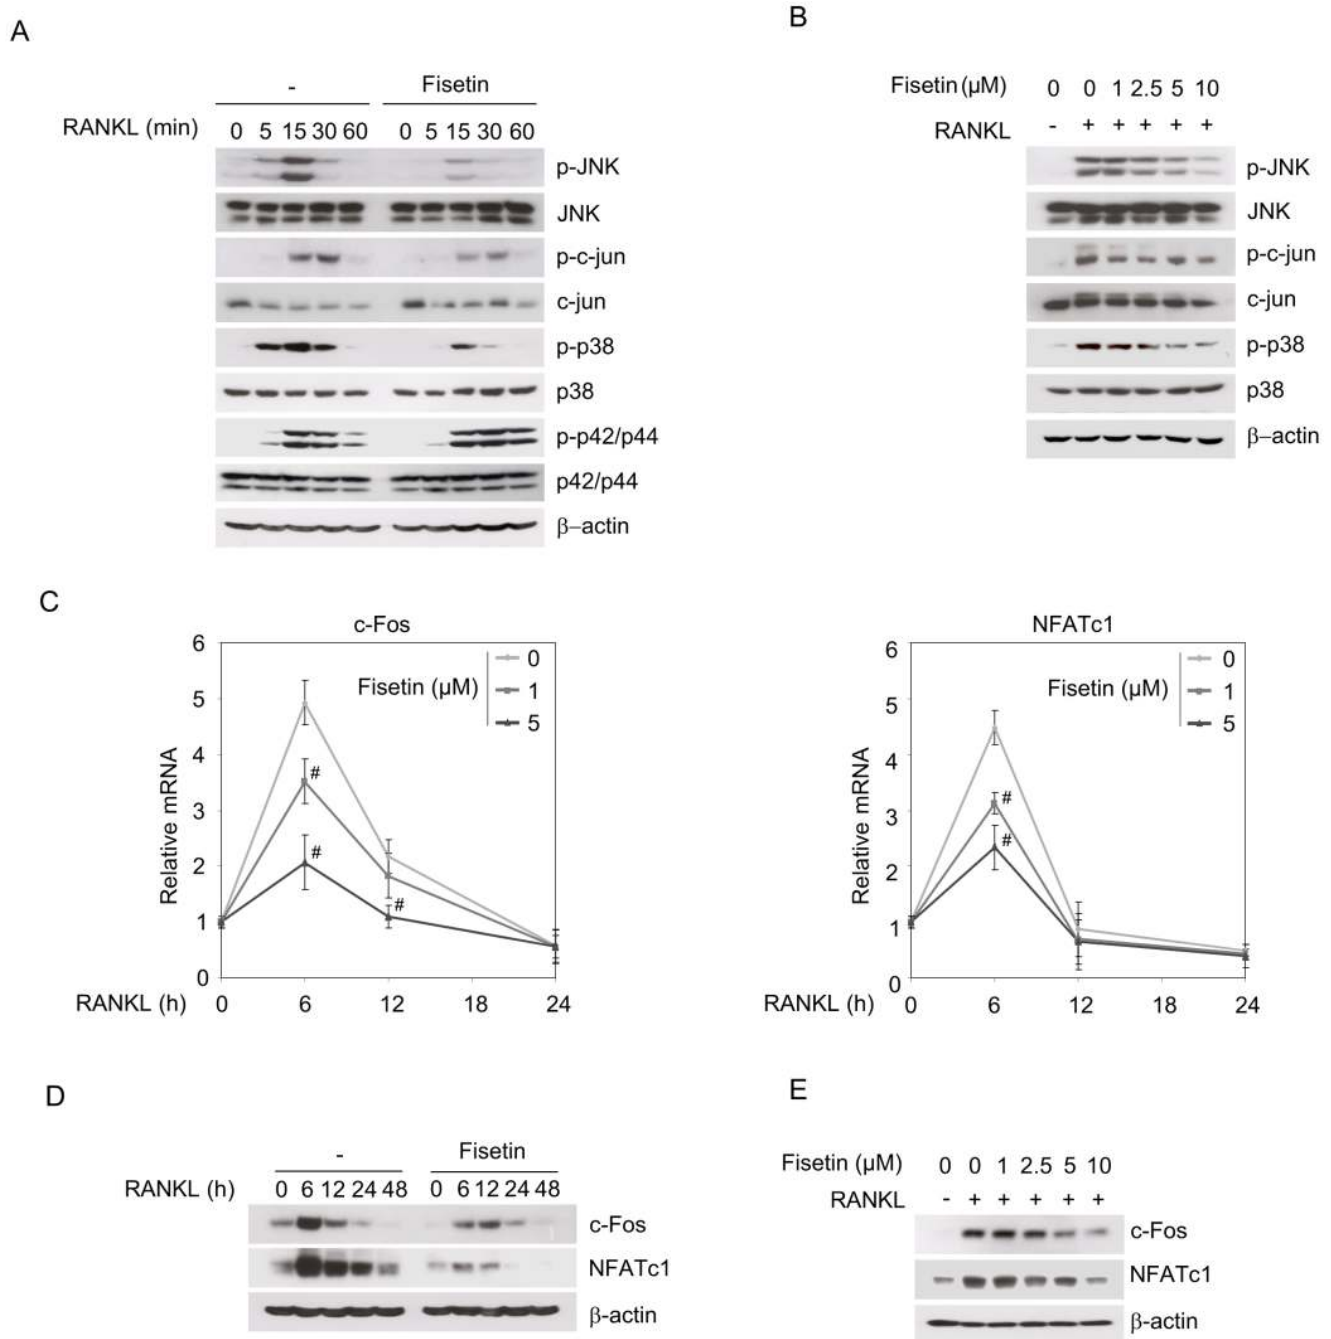 A
- Fisetin
RANKL (min) 0 5 15 30 60 0 5 15 30 60
p-JNK
JNK
p-c-jun
c-jun
p-p38
p38
p-p42/p44
p42/p44
β–actin
B
Fisetin (µM) 0 0 1 2.5 5 10
RANKL - + + + + +
p-JNK
JNK
p-c-jun
c-jun
p-p38
p38
β–actin
C
c-Fos
Relative mRNA
6
5
4
3
2
1
0
Fisetin (µM)
0
1
5
#
#
#
RANKL (h) 0 6 12 18 24
NFATc1
Relative mRNA
6
5
4
3
2
1
0
Fisetin (µM)
0
1
5
#
#
RANKL (h) 0 6 12 18 24
D
- Fisetin
RANKL (h) 0 6 12 24 48 0 6 12 24 48
c-Fos
NFATc1
β-actin
E
Fisetin (µM) 0 0 1 2.5 5 10
RANKL - + + + + +
c-Fos
NFATc1
β-actin